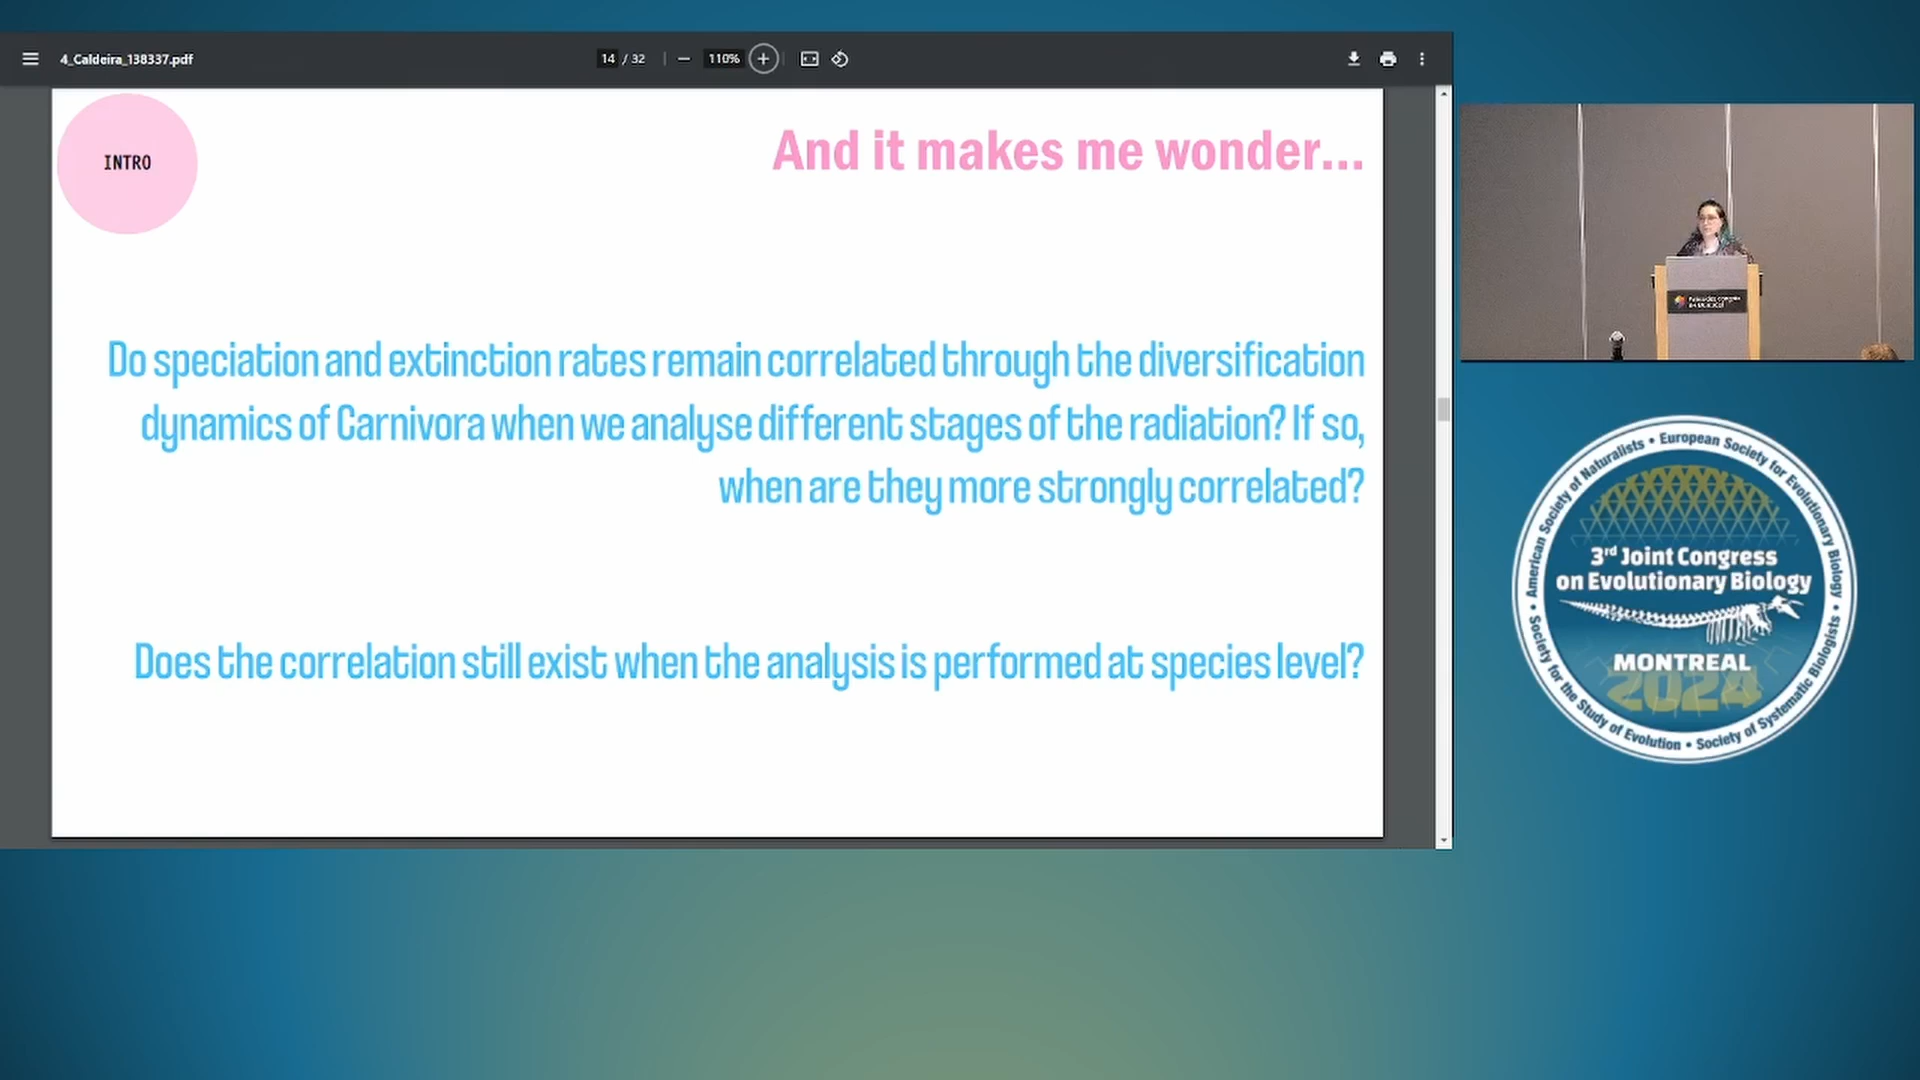 4_Caldeira_138337.pdf
14 / 32
110%
INTRO
And it makes me wonder...
Do speciation and extinction rates remain correlated through the diversification
dynamics of Carnivora when we analyse different stages of the radiation? If so,
when are they more strongly correlated?
Does the correlation still exist when the analysis is performed at species level?
American Society of Naturalists • European Society for Evolutionary Biology •
Society for the Study of Evolution • Society of Systematic Biologists •
3rd Joint Congress
on Evolutionary Biology
MONTREAL
2024